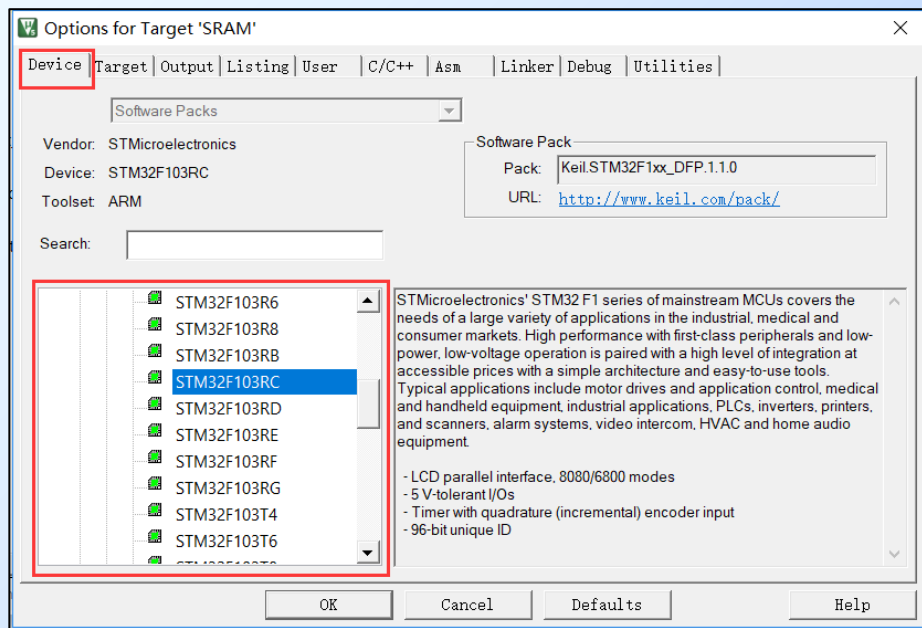 Options for Target 'SRAM'
Device Target Output Listing User C/C++ Asm Linker Debug Utilities
Software Packs
Vendor: STMicroelectronics
Device: STM32F103RC
Toolset: ARM
Software Pack
Pack: Keil.STM32F1xx_DFP.1.1.0
URL: http://www.keil.com/pack/
Search:
STM32F103R6
STM32F103R8
STM32F103RB
STM32F103RC
STM32F103RD
STM32F103RE
STM32F103RF
STM32F103RG
STM32F103T4
STM32F103T6
STMicroelectronics' STM32 F1 series of mainstream MCUs covers the
needs of a large variety of applications in the industrial, medical and
consumer markets. High performance with first-class peripherals and low-
power, low-voltage operation is paired with a high level of integration at
accessible prices with a simple architecture and easy-to-use tools.
Typical applications include motor drives and application control, medical
and handheld equipment, industrial applications, PLCs, inverters, printers,
and scanners, alarm systems, video intercom, HVAC and home audio
equipment.
- LCD parallel interface, 8080/6800 modes
- 5 V-tolerant I/Os
- Timer with quadrature (incremental) encoder input
- 96-bit unique ID
OK Cancel Defaults Help